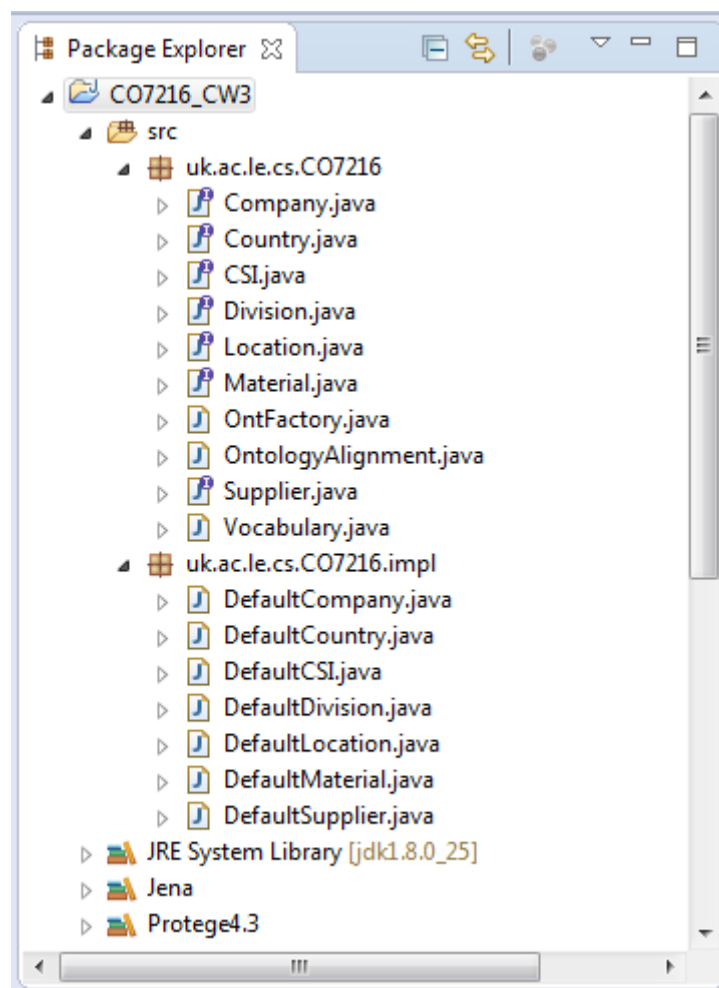 Package Explorer
CO7216_CW3
src
uk.ac.le.cs.CO7216
Company.java
Country.java
CSI.java
Division.java
Location.java
Material.java
OntFactory.java
OntologyAlignment.java
Supplier.java
Vocabulary.java
uk.ac.le.cs.CO7216.impl
DefaultCompany.java
DefaultCountry.java
DefaultCSI.java
DefaultDivision.java
DefaultLocation.java
DefaultMaterial.java
DefaultSupplier.java
JRE System Library [jdk1.8.0_25]
Jena
Protege4.3